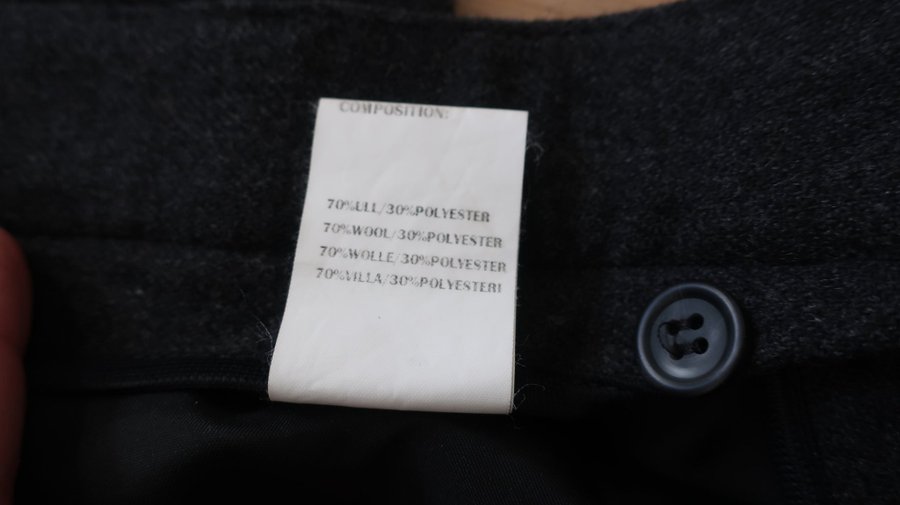 COMPOSITION:
70%ULL/30%POLYESTER
70%WOOL/30%POLYESTER
70%WOLLE/30%POLYESTER
70%VILLA/30%POLYESTERI